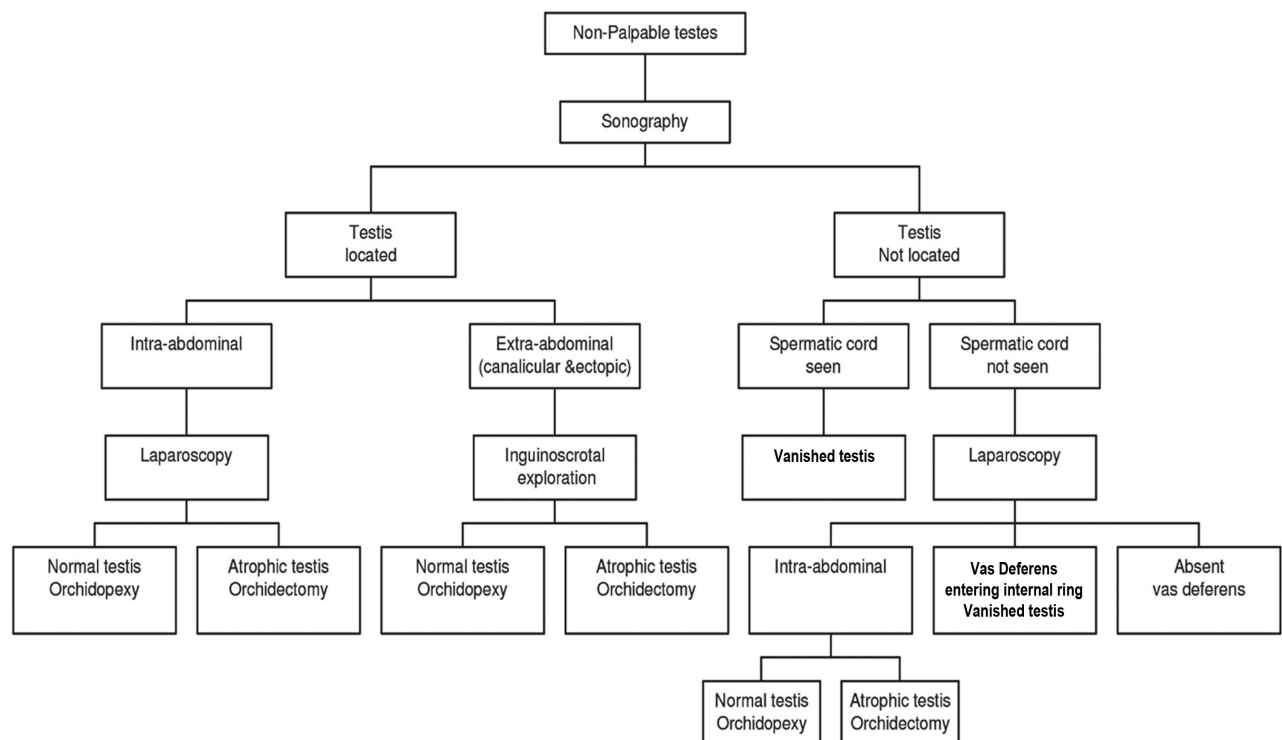 Non-Palpable testes
Sonography
Testis
located
Testis
Not located
Intra-abdominal
Extra-abdominal
(canalicular &ectopic)
Spermatic cord
seen
Spermatic cord
not seen
Laparoscopy
Inguinoscrotal
exploration
Vanished testis
Laparoscopy
Normal testis
Orchidopexy
Atrophic testis
Orchidectomy
Normal testis
Orchidopexy
Atrophic testis
Orchidectomy
Intra-abdominal
Vas Deferens
entering internal ring
Vanished testis
Absent
vas deferens
Normal testis
Orchidopexy
Atrophic testis
Orchidectomy